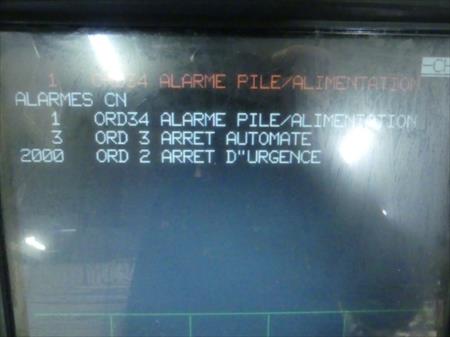 1 ORD34 ALARME PILE/ALIMENTATION
-CH
ALARMES CN
1 ORD34 ALARME PILE/ALIMENTATION
3 ORD 3 ARRET AUTOMATE
2000 ORD 2 ARRET D"URGENCE